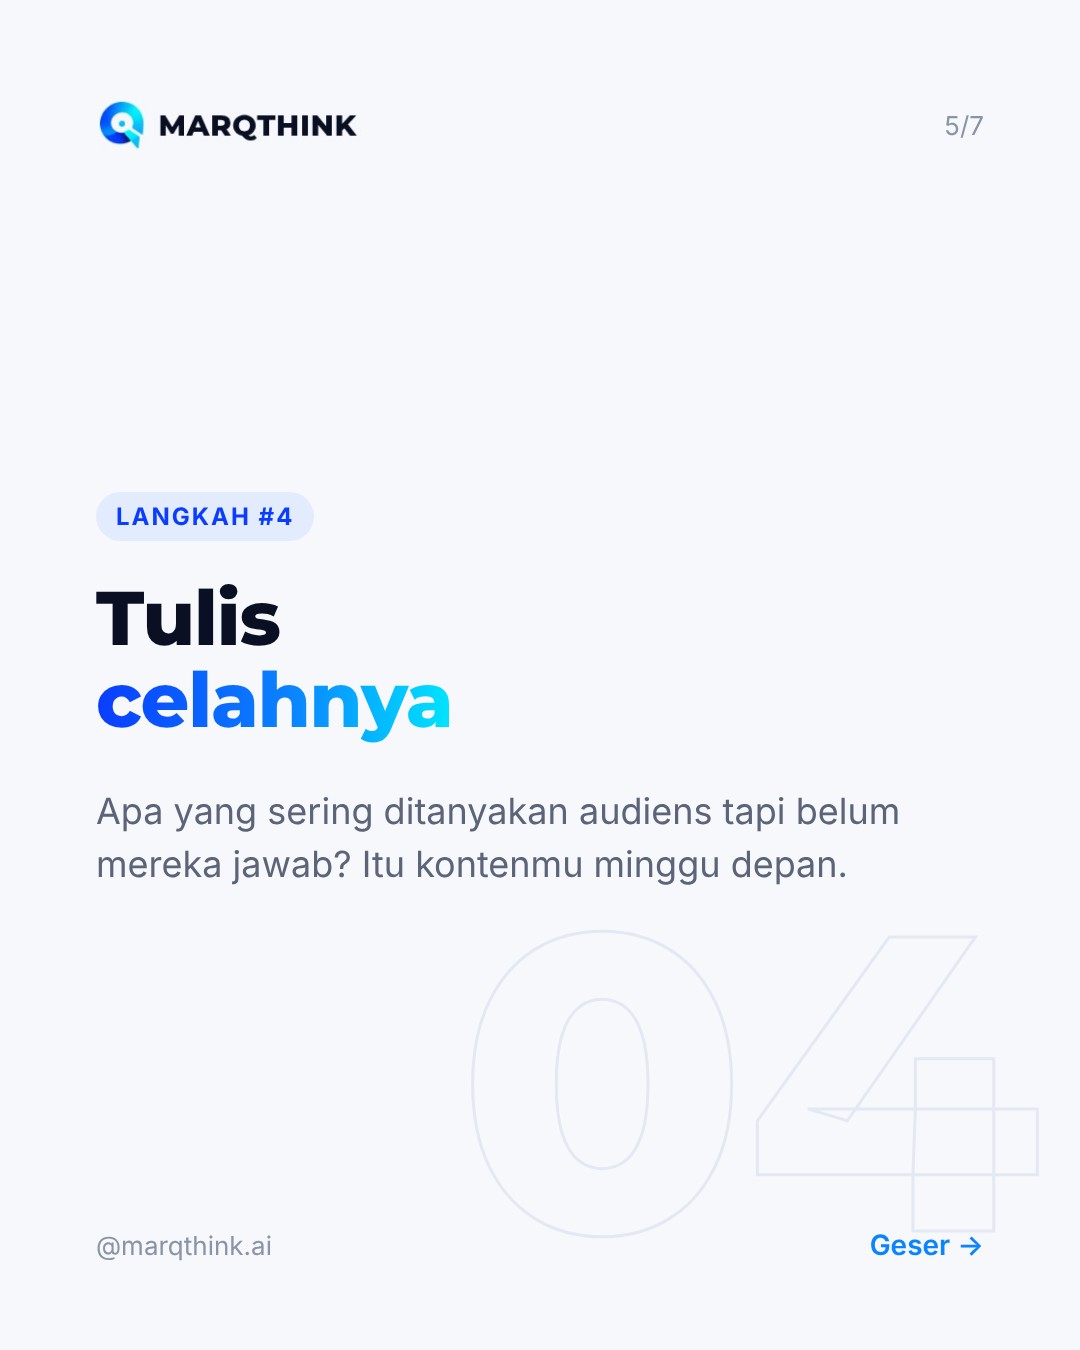 MARQTHINK
5/7
LANGKAH #4
Tulis
celahnya
Apa yang sering ditanyakan audiens tapi belum
mereka jawab? Itu kontenmu minggu depan.
04
@marqthink.ai
Geser →